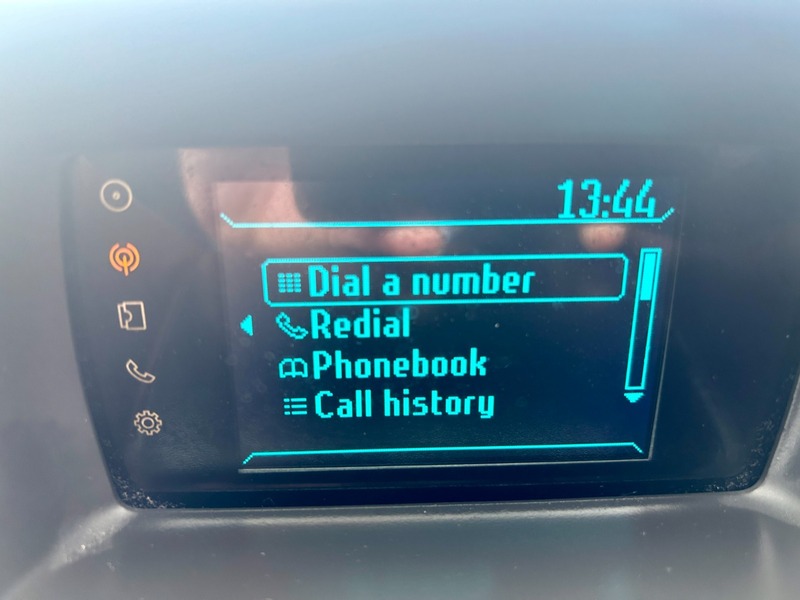 13:44
Dial a number
Redial
Phonebook
Call history